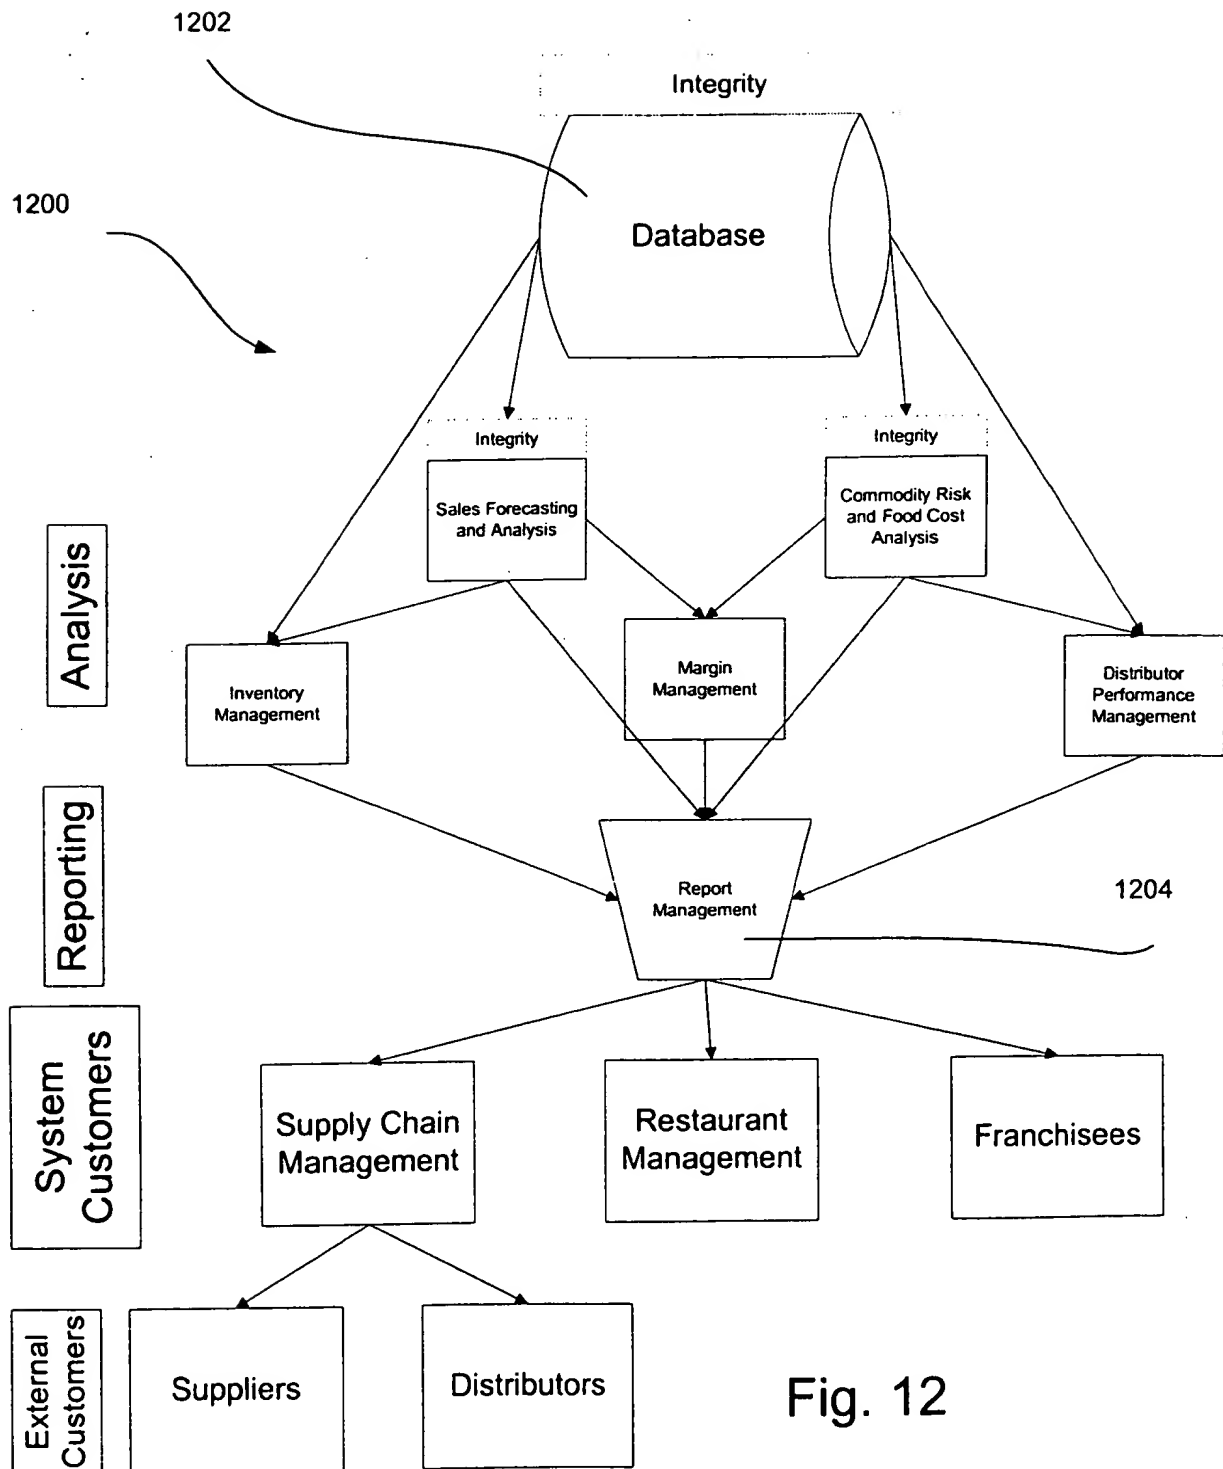 1202
Integrity
1200
Database
Integrity
Integrity
Sales Forecasting
and Analysis
Commodity Risk
and Food Cost
Analysis
Analysis
Inventory
Management
Margin
Management
Distributor
Performance
Management
Reporting
Report
Management
1204
System
Customers
Supply Chain
Management
Restaurant
Management
Franchisees
External
Customers
Suppliers
Distributors
Fig. 12